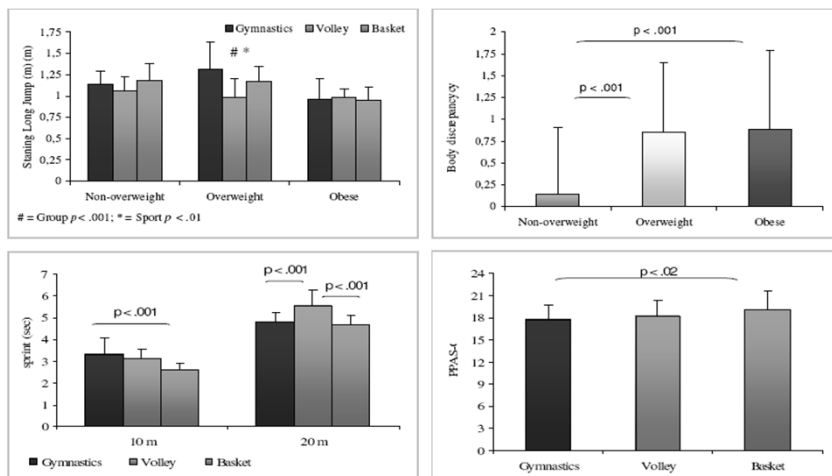 Gymnastics Volley Basket
Staning Long Jump (m) (m)
1,75
1,5
1,25
1
0,75
0,5
0,25
0
# *
Non-overweight Overweight Obese
# = Group p< .001; * = Sport p < .01
Body discrepancycy
2
1,75
1,5
1,25
1
0,75
0,5
0,25
0
p < .001
p < .001
Non-overweight Overweight Obese
sprint (sec)
7
6
5
4
3
2
1
0
p < .001
p < .001
p < .001
10 m 20 m
Gymnastics Volley Basket
PPAS-t
24
21
18
15
12
9
6
3
0
p < .02
Gymnastics Volley Basket